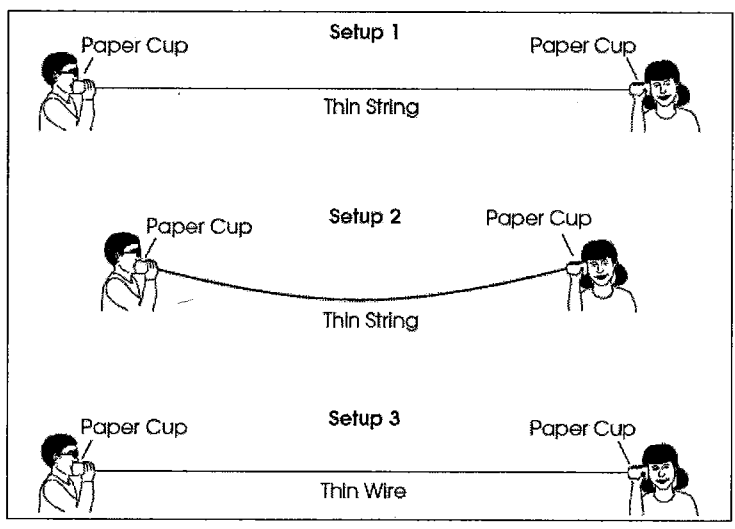 Setup 1
Paper Cup
Paper Cup
Thin String
Setup 2
Paper Cup
Paper Cup
Thin String
Setup 3
Paper Cup
Paper Cup
Thin Wire